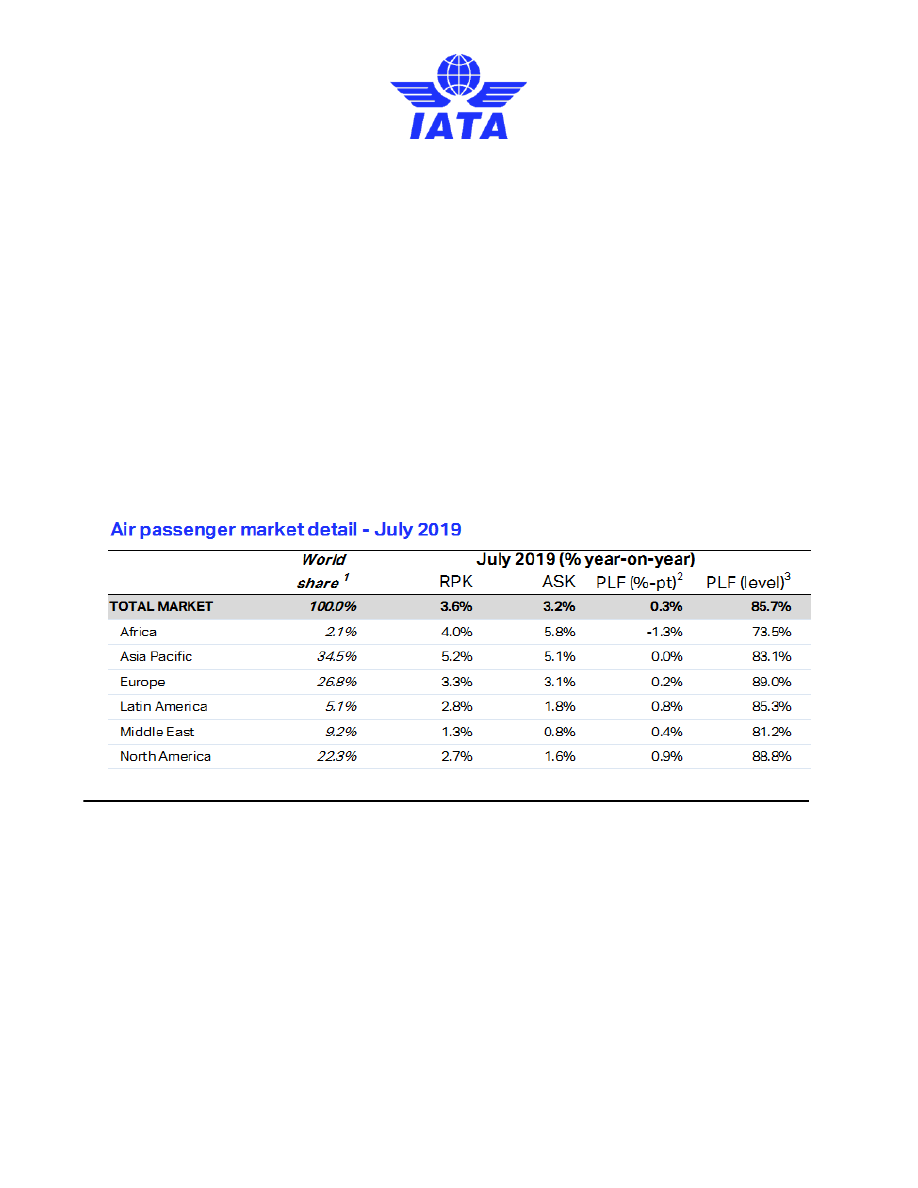 IATA
Air passenger market detail - July 2019
World share 1 July 2019 (% year-on-year)
RPK ASK PLF (%-pt)2 PLF (level)3
TOTAL MARKET 100.0% 3.6% 3.2% 0.3% 85.7%
Africa 2.1% 4.0% 5.8% -1.3% 73.5%
Asia Pacific 34.5% 5.2% 5.1% 0.0% 83.1%
Europe 26.8% 3.3% 3.1% 0.2% 89.0%
Latin America 5.1% 2.8% 1.8% 0.8% 85.3%
Middle East 9.2% 1.3% 0.8% 0.4% 81.2%
North America 22.3% 2.7% 1.6% 0.9% 88.8%